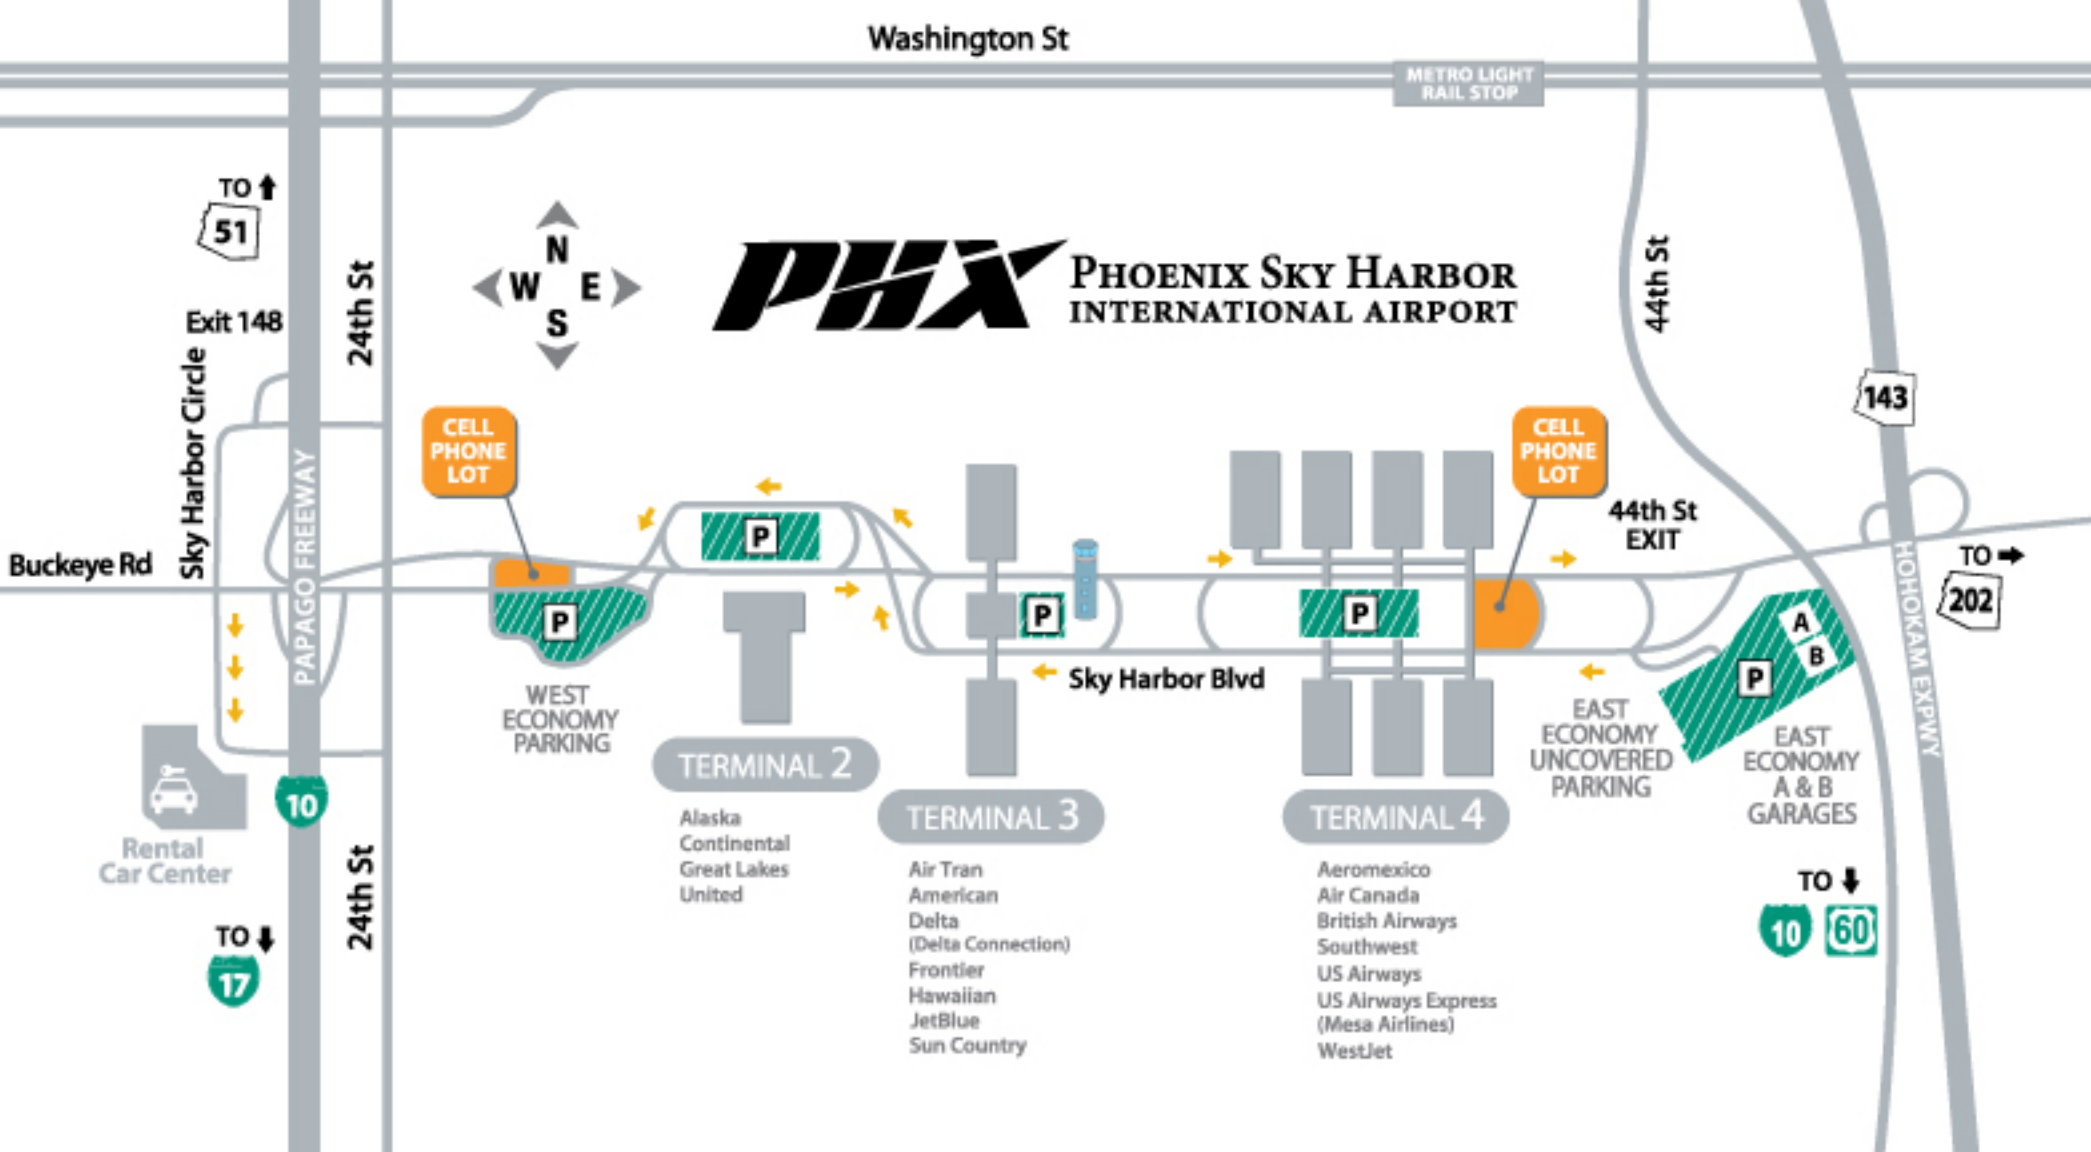 Washington St
METRO LIGHT
RAIL STOP
TO
51
Exit 148
Sky Harbor Circle
24th St
N
W E
S
PHX
PHOENIX SKY HARBOR
INTERNATIONAL AIRPORT
44th St
143
CELL
PHONE
LOT
CELL
PHONE
LOT
44th St
EXIT
PAPAGO FREEWAY
Buckeye Rd
P
P
P
P
P
A
B
TO
202
HOHOKAM EXPWY
Sky Harbor Blvd
WEST
ECONOMY
PARKING
EAST
ECONOMY
UNCOVERED
PARKING
EAST
ECONOMY
A & B
GARAGES
10
Rental
Car Center
24th St
TO
17
TERMINAL 2
Alaska
Continental
Great Lakes
United
TERMINAL 3
Air Tran
American
Delta
(Delta Connection)
Frontier
Hawaiian
JetBlue
Sun Country
TERMINAL 4
Aeromexico
Air Canada
British Airways
Southwest
US Airways
US Airways Express
(Mesa Airlines)
WestJet
TO
10
60